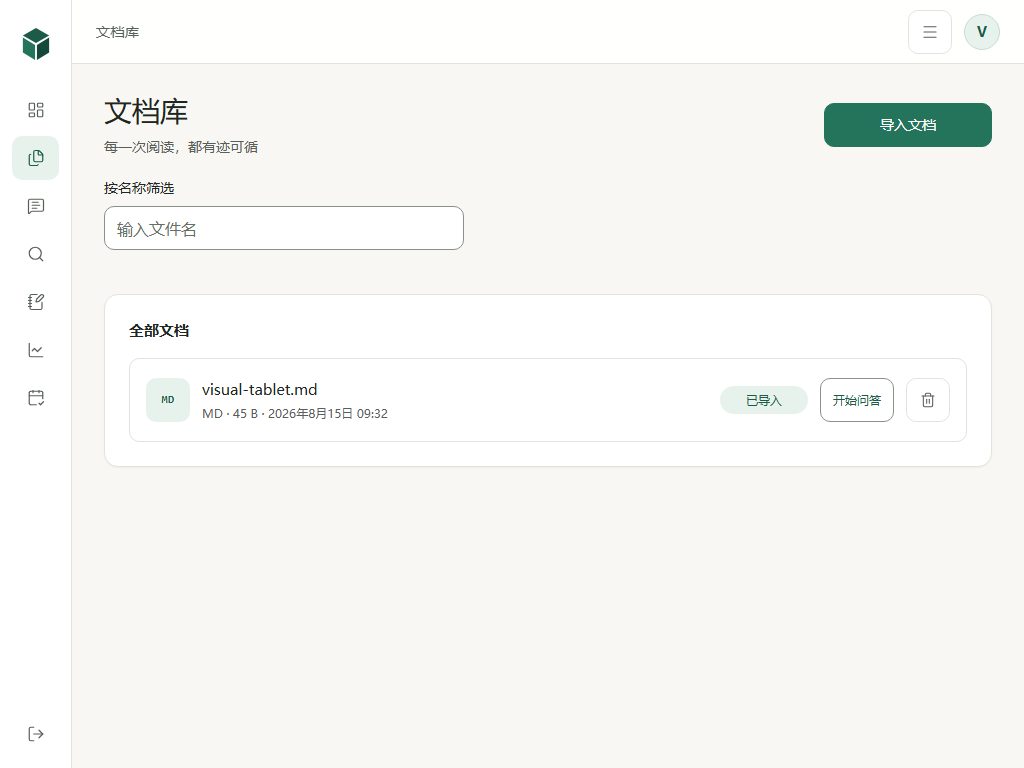 文档库
V
文档库
每一次阅读，都有迹可循
导入文档
按名称筛选
输入文件名
全部文档
MD
visual-tablet.md
MD · 45 B · 2026年8月15日 09:32
已导入
开始问答